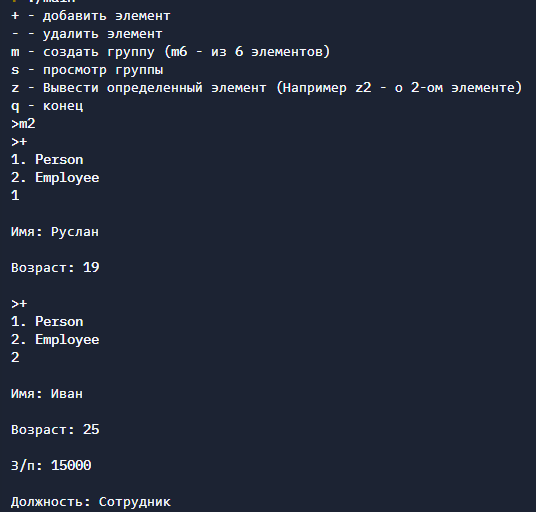 + - добавить элемент
- - удалить элемент
m - создать группу (m6 - из 6 элементов)
s - просмотр группы
z - Вывести определенный элемент (Например z2 - о 2-ом элементе)
q - конец
>m2
>+
1. Person
2. Employee
1
Имя: Руслан
Возраст: 19
>+
1. Person
2. Employee
2
Имя: Иван
Возраст: 25
З/п: 15000
Должность: Сотрудник